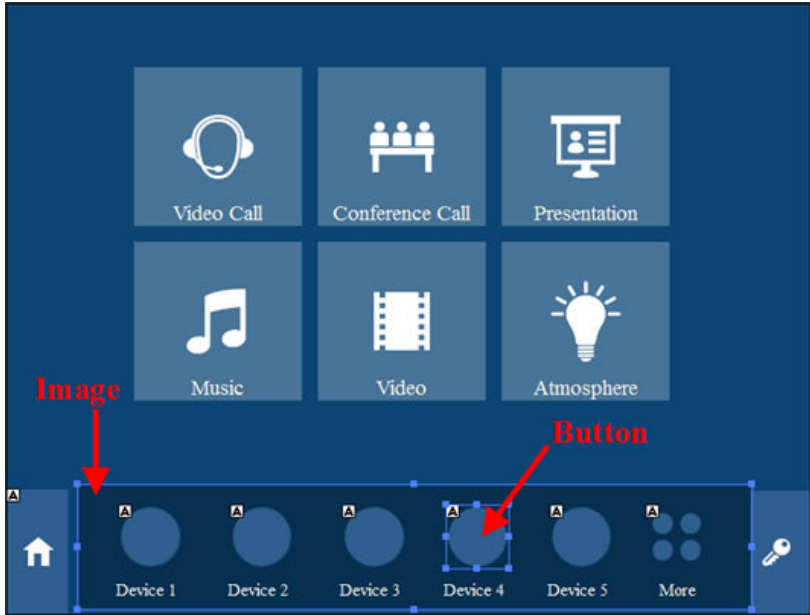 Video Call
Conference Call
Presentation
Music
Video
Atmosphere
Image
Button
A
A
A
A
A
A
A
Device 1
Device 2
Device 3
Device 4
Device 5
More